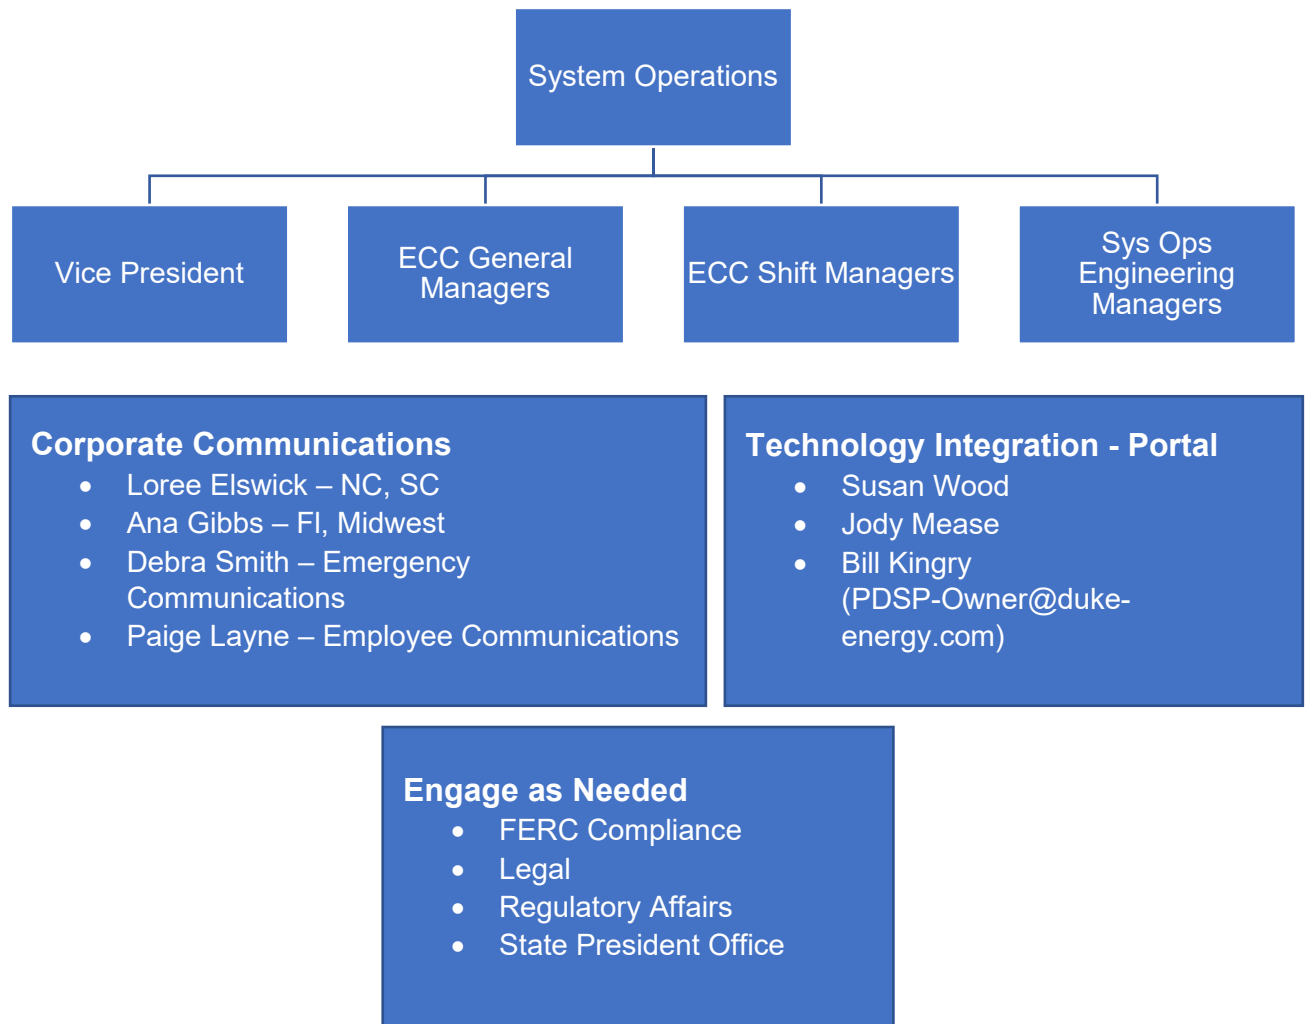 System Operations
Vice President
ECC General
Managers
ECC Shift Managers
Sys Ops
Engineering
Managers
Corporate Communications
• Loree Elswick – NC, SC
• Ana Gibbs – Fl, Midwest
• Debra Smith – Emergency
Communications
• Paige Layne – Employee Communications
Technology Integration - Portal
• Susan Wood
• Jody Mease
• Bill Kingry
(PDSP-Owner@duke-
energy.com)
Engage as Needed
• FERC Compliance
• Legal
• Regulatory Affairs
• State President Office